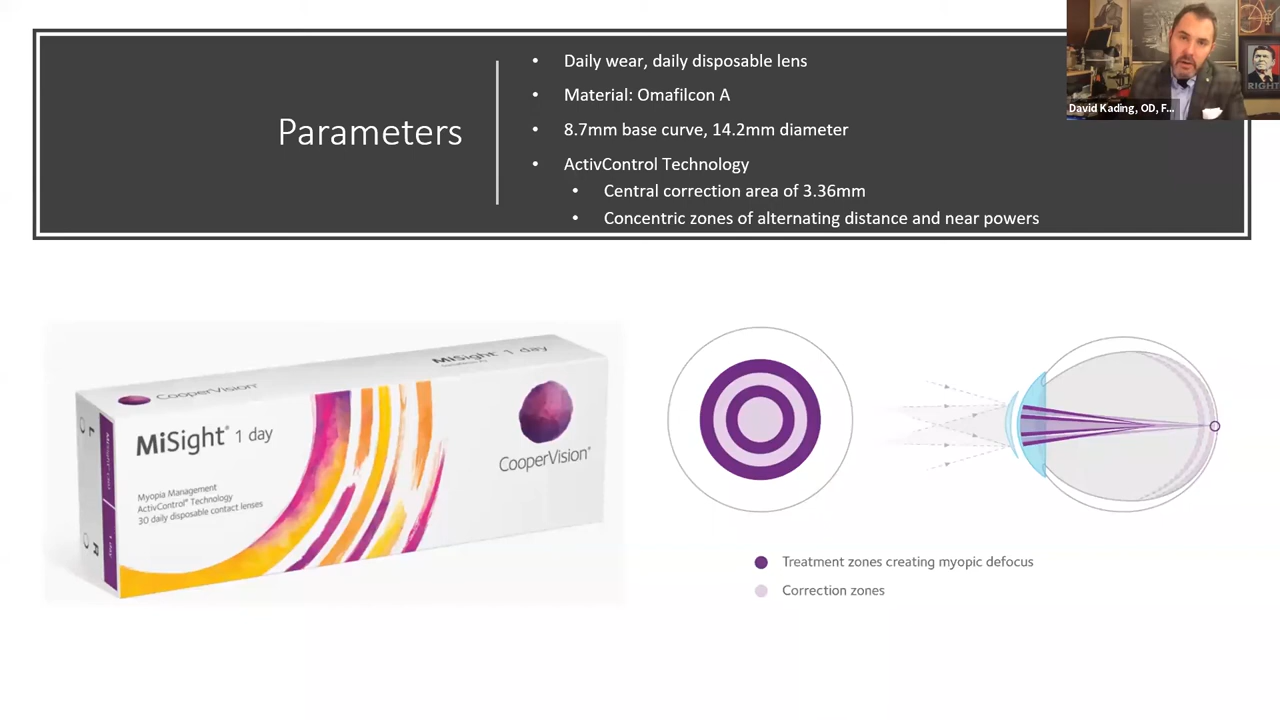 Parameters
Daily wear, daily disposable lens
Material: Omafilcon A
8.7mm base curve, 14.2mm diameter
ActivControl Technology
Central correction area of 3.36mm
Concentric zones of alternating distance and near powers
RIGHT
David Kading, OD, F...
MiSight 1 day
CooperVision
MiSight® 1 day
Myopia Management
ActivControl® Technology
30 daily disposable contact lenses
CooperVision®
L
R
Treatment zones creating myopic defocus
Correction zones